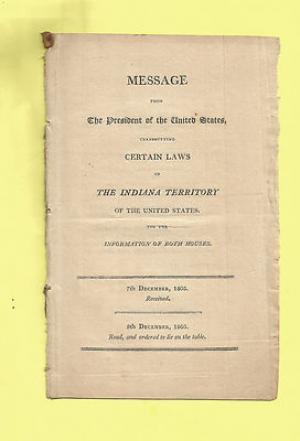 MESSAGE
FROM
The President of the United States,
TRANSMITTING
CERTAIN LAWS
OF
THE INDIANA TERRITORY
OF THE UNITED STATES.
FOR THE
INFORMATION OF BOTH HOUSES.
7th DECEMBER, 1805.
Received.
9th DECEMBER, 1805.
Read, and ordered to lie on the table.